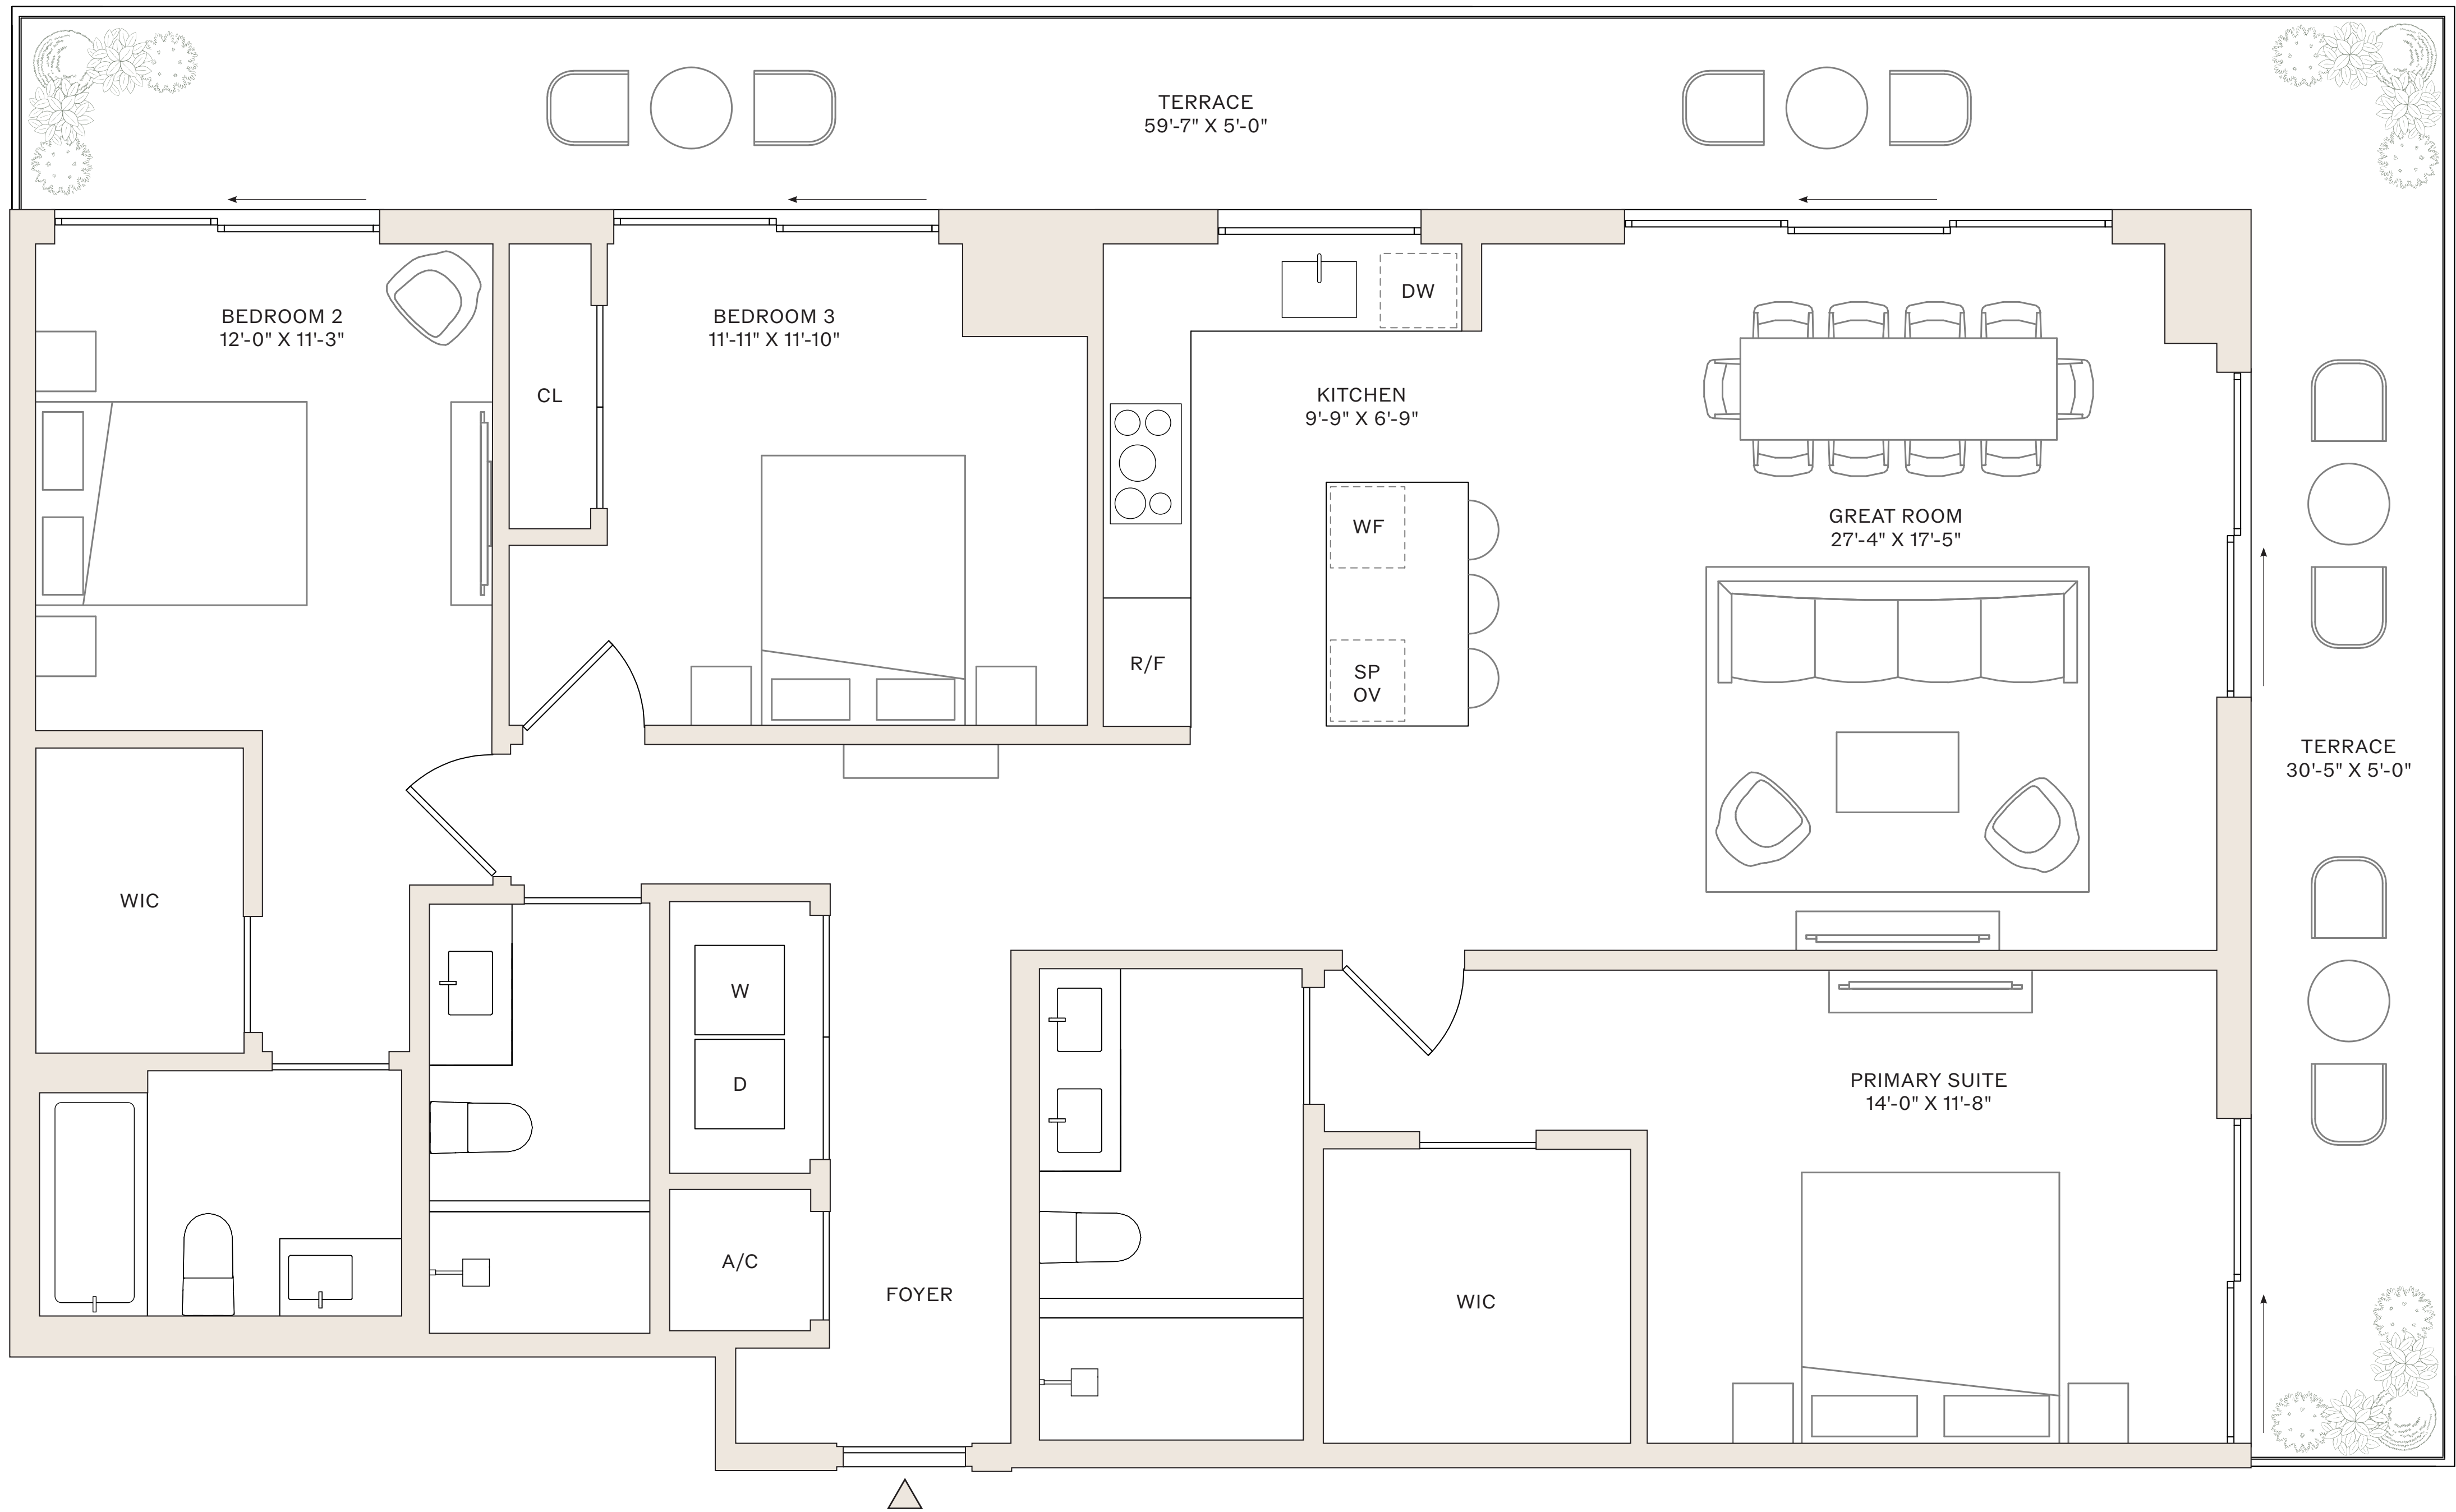 TERRACE
59'-7" X 5'-0"
BEDROOM 2
12'-0" X 11'-3"
BEDROOM 3
11'-11" X 11'-10"
DW
CL
KITCHEN
9'-9" X 6'-9"
WF
GREAT ROOM
27'-4" X 17'-5"
R/F
SP
OV
TERRACE
30'-5" X 5'-0"
WIC
W
D
PRIMARY SUITE
14'-0" X 11'-8"
A/C
FOYER
WIC